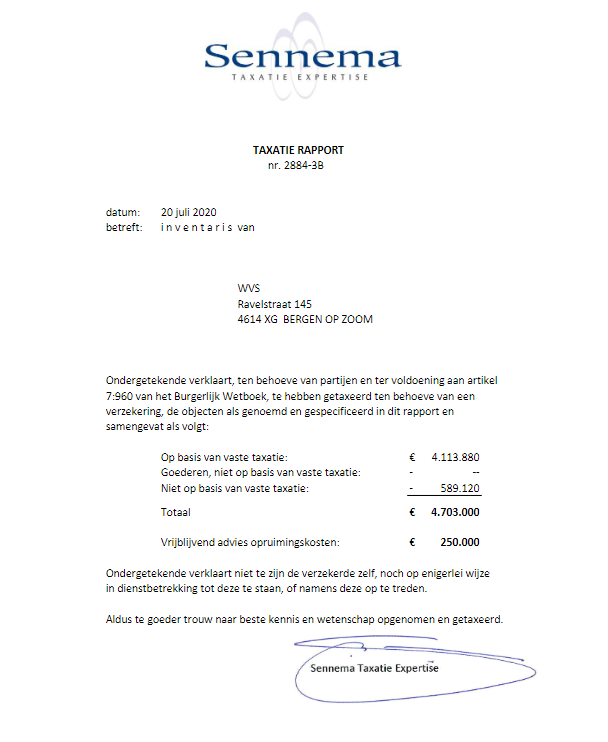 Sennema
TAXATIE EXPERTISE
TAXATIE RAPPORT
nr. 2884-3B
datum: 20 juli 2020
betreft: i n v e n t a r i s van
WVS
Ravelstraat 145
4614 XG BERGEN OP ZOOM
Ondergetekende verklaart, ten behoeve van partijen en ter voldoening aan artikel
7:960 van het Burgerlijk Wetboek, te hebben getaxeerd ten behoeve van een
verzekering, de objecten als genoemd en gespecificeerd in dit rapport en
samengevat als volgt:
Op basis van vaste taxatie: € 4.113.880
Goederen, niet op basis van vaste taxatie: - --
Niet op basis van vaste taxatie: - 589.120
Totaal € 4.703.000
Vrijblijvend advies opruimingskosten: € 250.000
Ondergetekende verklaart niet te zijn de verzekerde zelf, noch op enigerlei wijze
in dienstbetrekking tot deze te staan, of namens deze op te treden.
Aldus te goeder trouw naar beste kennis en wetenschap opgenomen en getaxeerd.
Sennema Taxatie Expertise